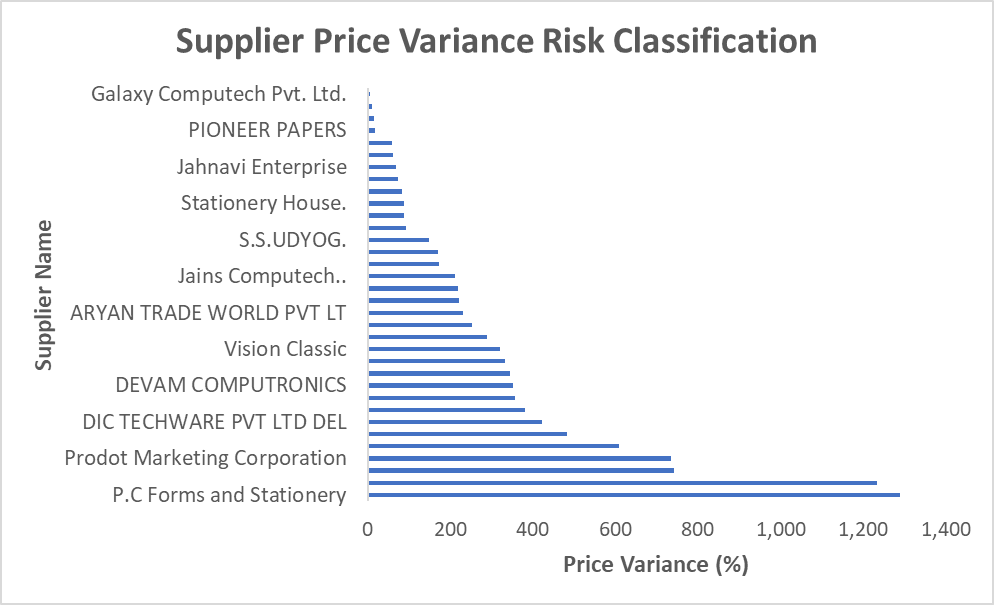 Supplier Price Variance Risk Classification
Galaxy Computech Pvt. Ltd.
PIONEER PAPERS
Jahnavi Enterprise
Stationery House.
S.S.UDYOG.
Jains Computech..
ARYAN TRADE WORLD PVT LT
Vision Classic
DEVAM COMPUTRONICS
DIC TECHWARE PVT LTD DEL
Prodot Marketing Corporation
P.C Forms and Stationery
Supplier Name
0 200 400 600 800 1,000 1,200 1,400
Price Variance (%)